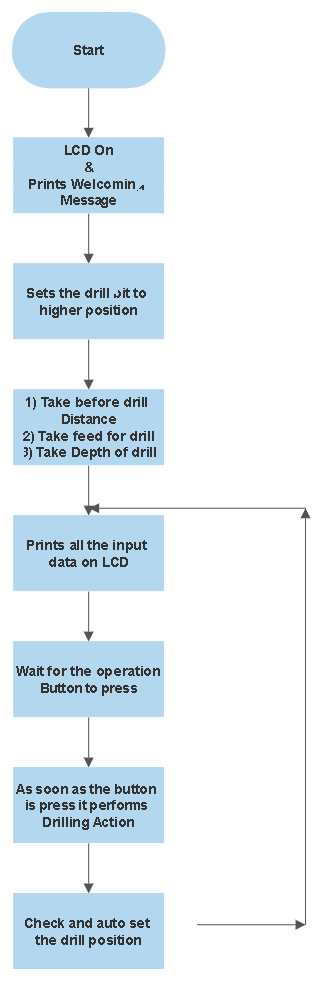 Start
LCD On
&
Prints Welcoming
Message
Sets the drill bit to
higher position
1) Take before drill
Distance
2) Take feed for drill
3) Take Depth of drill
Prints all the input
data on LCD
Wait for the operation
Button to press
As soon as the button
is press it performs
Drilling Action
Check and auto set
the drill position